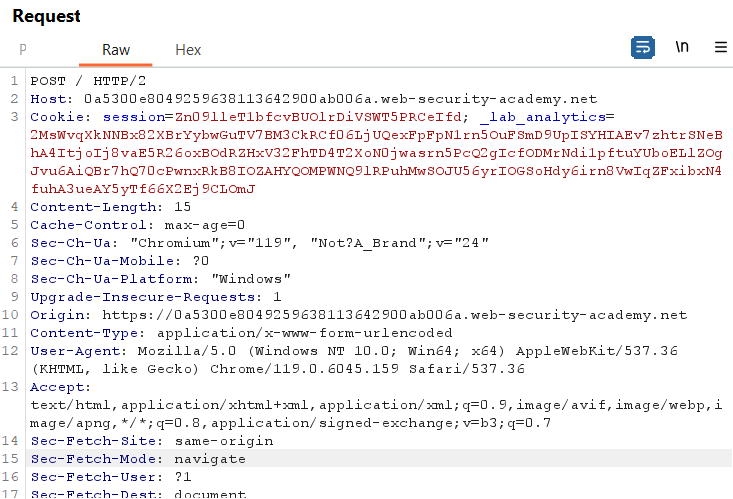 Request
P Raw Hex \n
1 POST / HTTP/2
2 Host: 0a5300e8049259638113642900ab006a.web-security-academy.net
3 Cookie: session=Zn09lleT1bfcvBUOlrDiVSWT5PRCeIfd; _lab_analytics=
2MsWvqXkNNBx82XBrYybwGuTV7BM3CkRCf06LjUQexFpFpN1rn5OuFSmD9UpISYHIAEv7zhtrSNeB
hA4ItjoIj8vaE5R26oxBOdRZHxV32FhTD4T2XoN0jwasrn5PcQ2gIcfODMrNdi1pftuYUboELlZOg
Jvu6AiQBr7hQ70cPwnxRkB8IOZAHYQOMPWNQ9lRPuhMwSOJU56yrIOGSoHdy6irn8VwIqZFxibxN4
fuhA3ueAY5yTf66X2Ej9CLOmJ
4 Content-Length: 15
5 Cache-Control: max-age=0
6 Sec-Ch-Ua: "Chromium";v="119", "Not?A_Brand";v="24"
7 Sec-Ch-Ua-Mobile: ?0
8 Sec-Ch-Ua-Platform: "Windows"
9 Upgrade-Insecure-Requests: 1
10 Origin: https://0a5300e8049259638113642900ab006a.web-security-academy.net
11 Content-Type: application/x-www-form-urlencoded
12 User-Agent: Mozilla/5.0 (Windows NT 10.0; Win64; x64) AppleWebKit/537.36
(KHTML, like Gecko) Chrome/119.0.6045.159 Safari/537.36
13 Accept:
text/html,application/xhtml+xml,application/xml;q=0.9,image/avif,image/webp,i
mage/apng,*/*;q=0.8,application/signed-exchange;v=b3;q=0.7
14 Sec-Fetch-Site: same-origin
15 Sec-Fetch-Mode: navigate
16 Sec-Fetch-User: ?1
17 Sec-Fetch-Dest: document